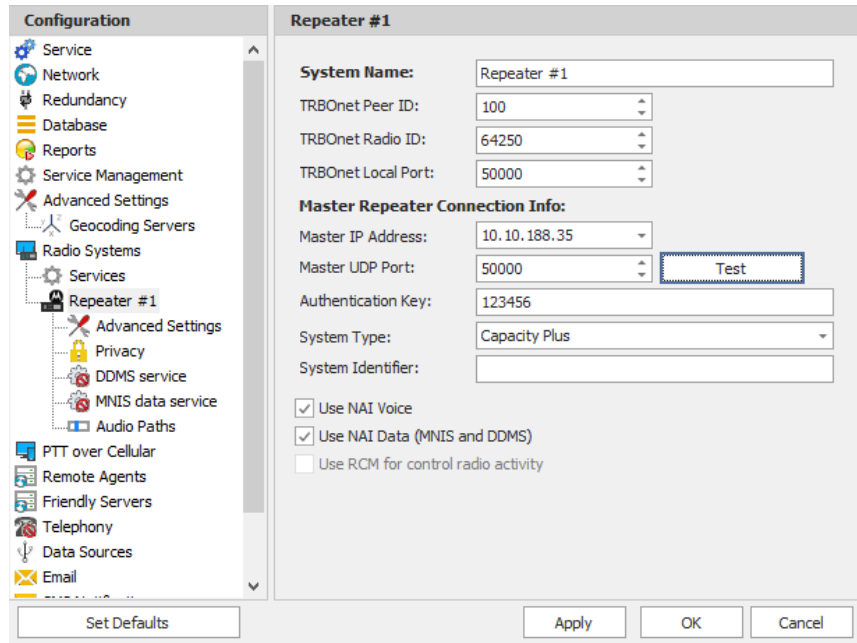 Configuration
Service
Network
Redundancy
Database
Reports
Service Management
Advanced Settings
Geocoding Servers
Radio Systems
Services
Repeater #1
Advanced Settings
Privacy
DDMS service
MNIS data service
Audio Paths
PTT over Cellular
Remote Agents
Friendly Servers
Telephony
Data Sources
Email
Set Defaults
Repeater #1
System Name: Repeater #1
TRBOnet Peer ID: 100
TRBOnet Radio ID: 64250
TRBOnet Local Port: 50000
Master Repeater Connection Info:
Master IP Address: 10.10.188.35
Master UDP Port: 50000 Test
Authentication Key: 123456
System Type: Capacity Plus
System Identifier:
Use NAI Voice
Use NAI Data (MNIS and DDMS)
Use RCM for control radio activity
Apply OK Cancel